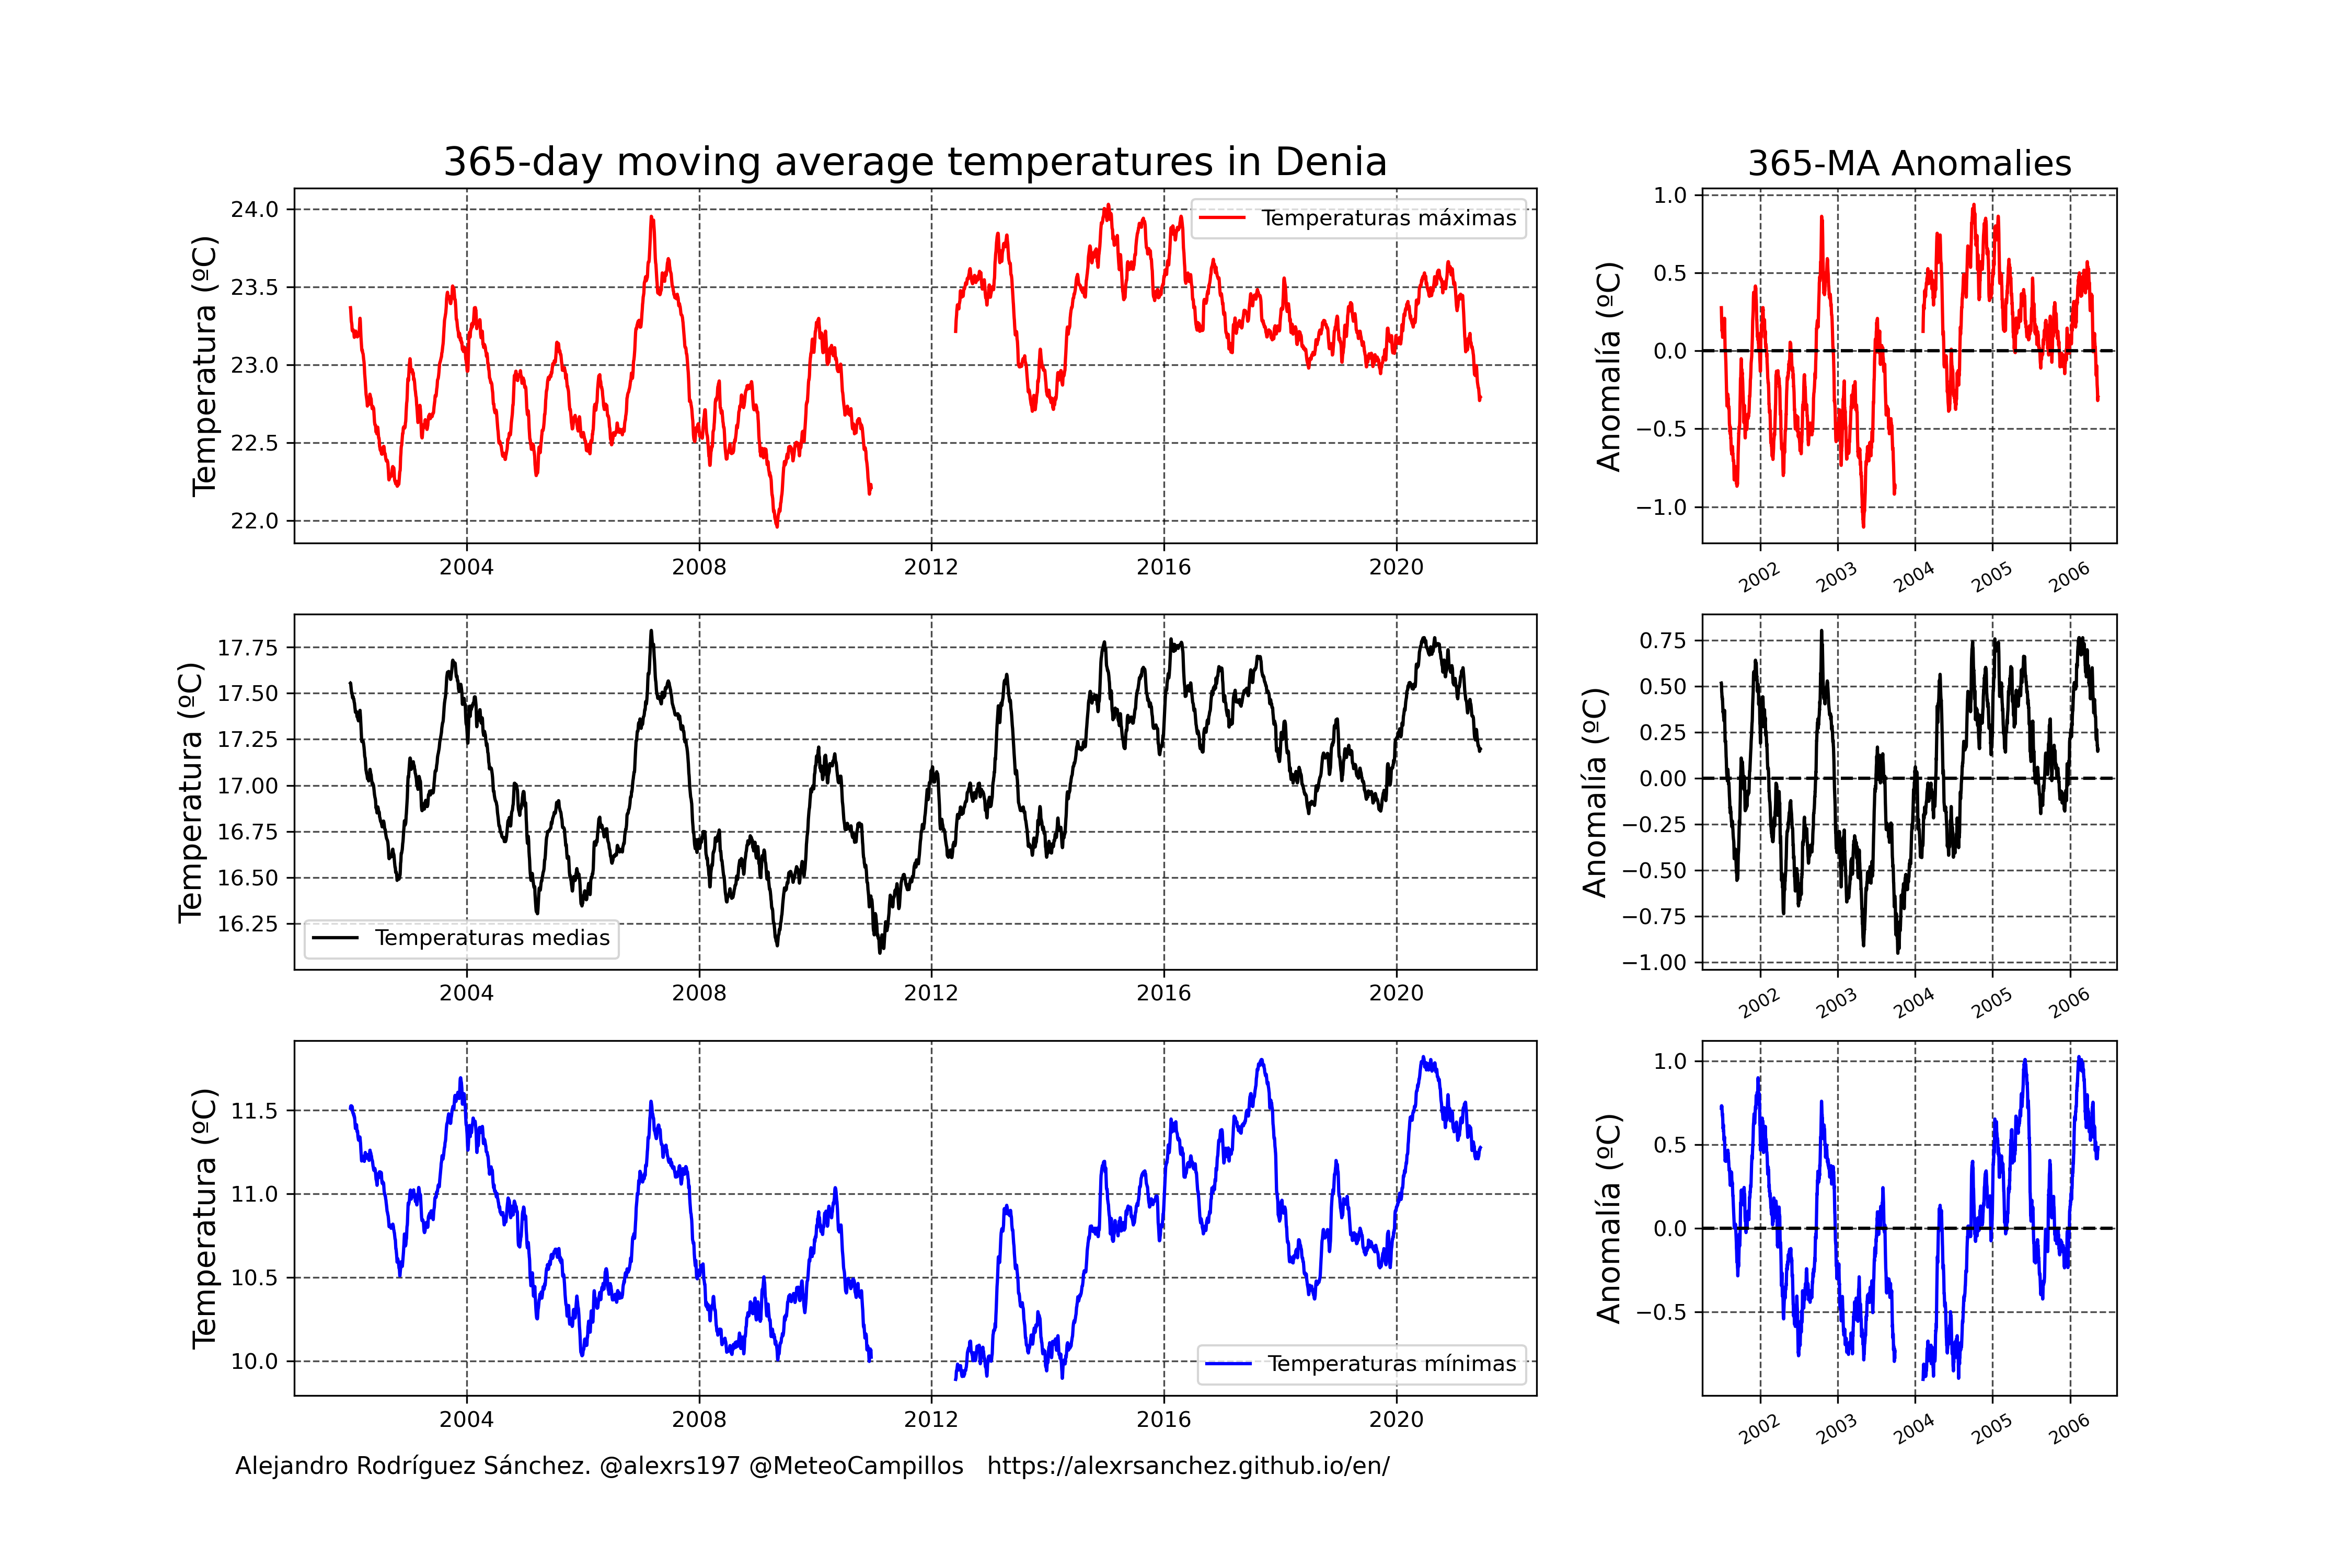 365-day moving average temperatures in Denia
365-MA Anomalies
Temperatura (ºC)
24.0
23.5
23.0
22.5
22.0
Temperaturas máximas
2004 2008 2012 2016 2020
Anomalía (ºC)
1.0
0.5
0.0
−0.5
−1.0
2002 2003 2004 2005 2006
Temperatura (ºC)
17.75
17.50
17.25
17.00
16.75
16.50
16.25
Temperaturas medias
2004 2008 2012 2016 2020
Anomalía (ºC)
0.75
0.50
0.25
0.00
−0.25
−0.50
−0.75
−1.00
2002 2003 2004 2005 2006
Temperatura (ºC)
11.5
11.0
10.5
10.0
Temperaturas mínimas
2004 2008 2012 2016 2020
Anomalía (ºC)
1.0
0.5
0.0
−0.5
2002 2003 2004 2005 2006
Alejandro Rodríguez Sánchez. @alexrs197 @MeteoCampillos https://alexrsanchez.github.io/en/